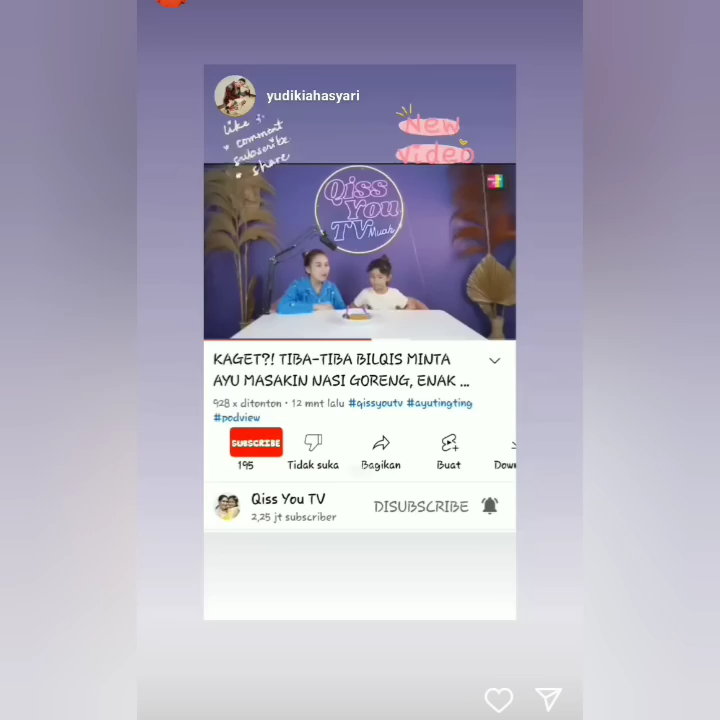 yudikiahasyari
like
comment
subscribe
share
New
Video
Qiss
You
TV Muah
KAGET?! TIBA-TIBA BILQIS MINTA
AYU MASAKIN NASI GORENG, ENAK ...
928 x ditonton · 12 mnt lalu #qissyoutv #ayutingting
#podview
SUBSCRIBE
195 Tidak suka Bagikan Buat Down
Qiss You TV
2,25 jt subscriber
DISUBSCRIBE